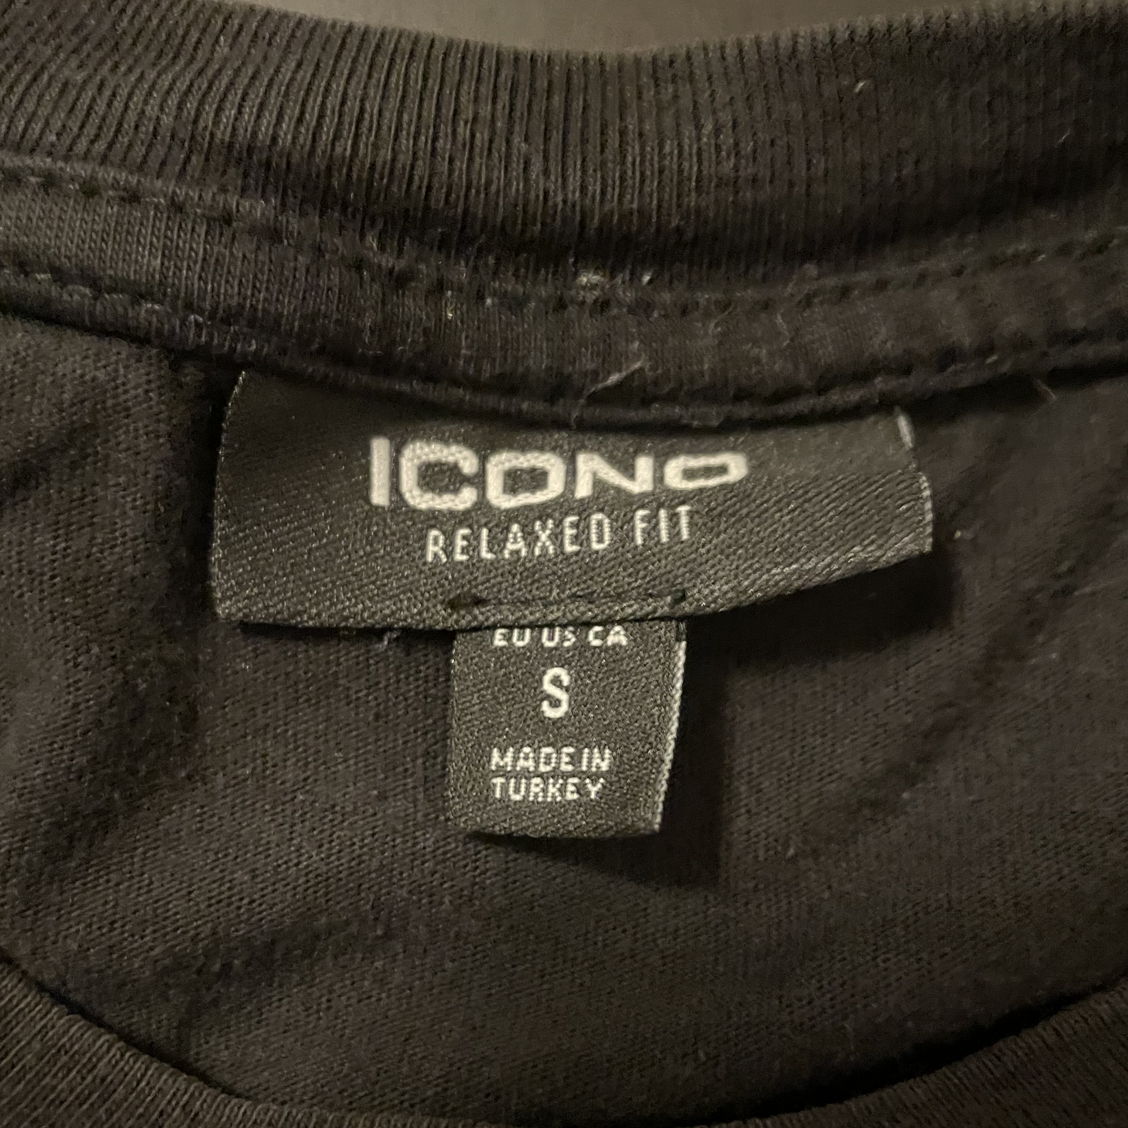 ICONO
RELAXED FIT
EU US CA
S
MADE IN
TURKEY